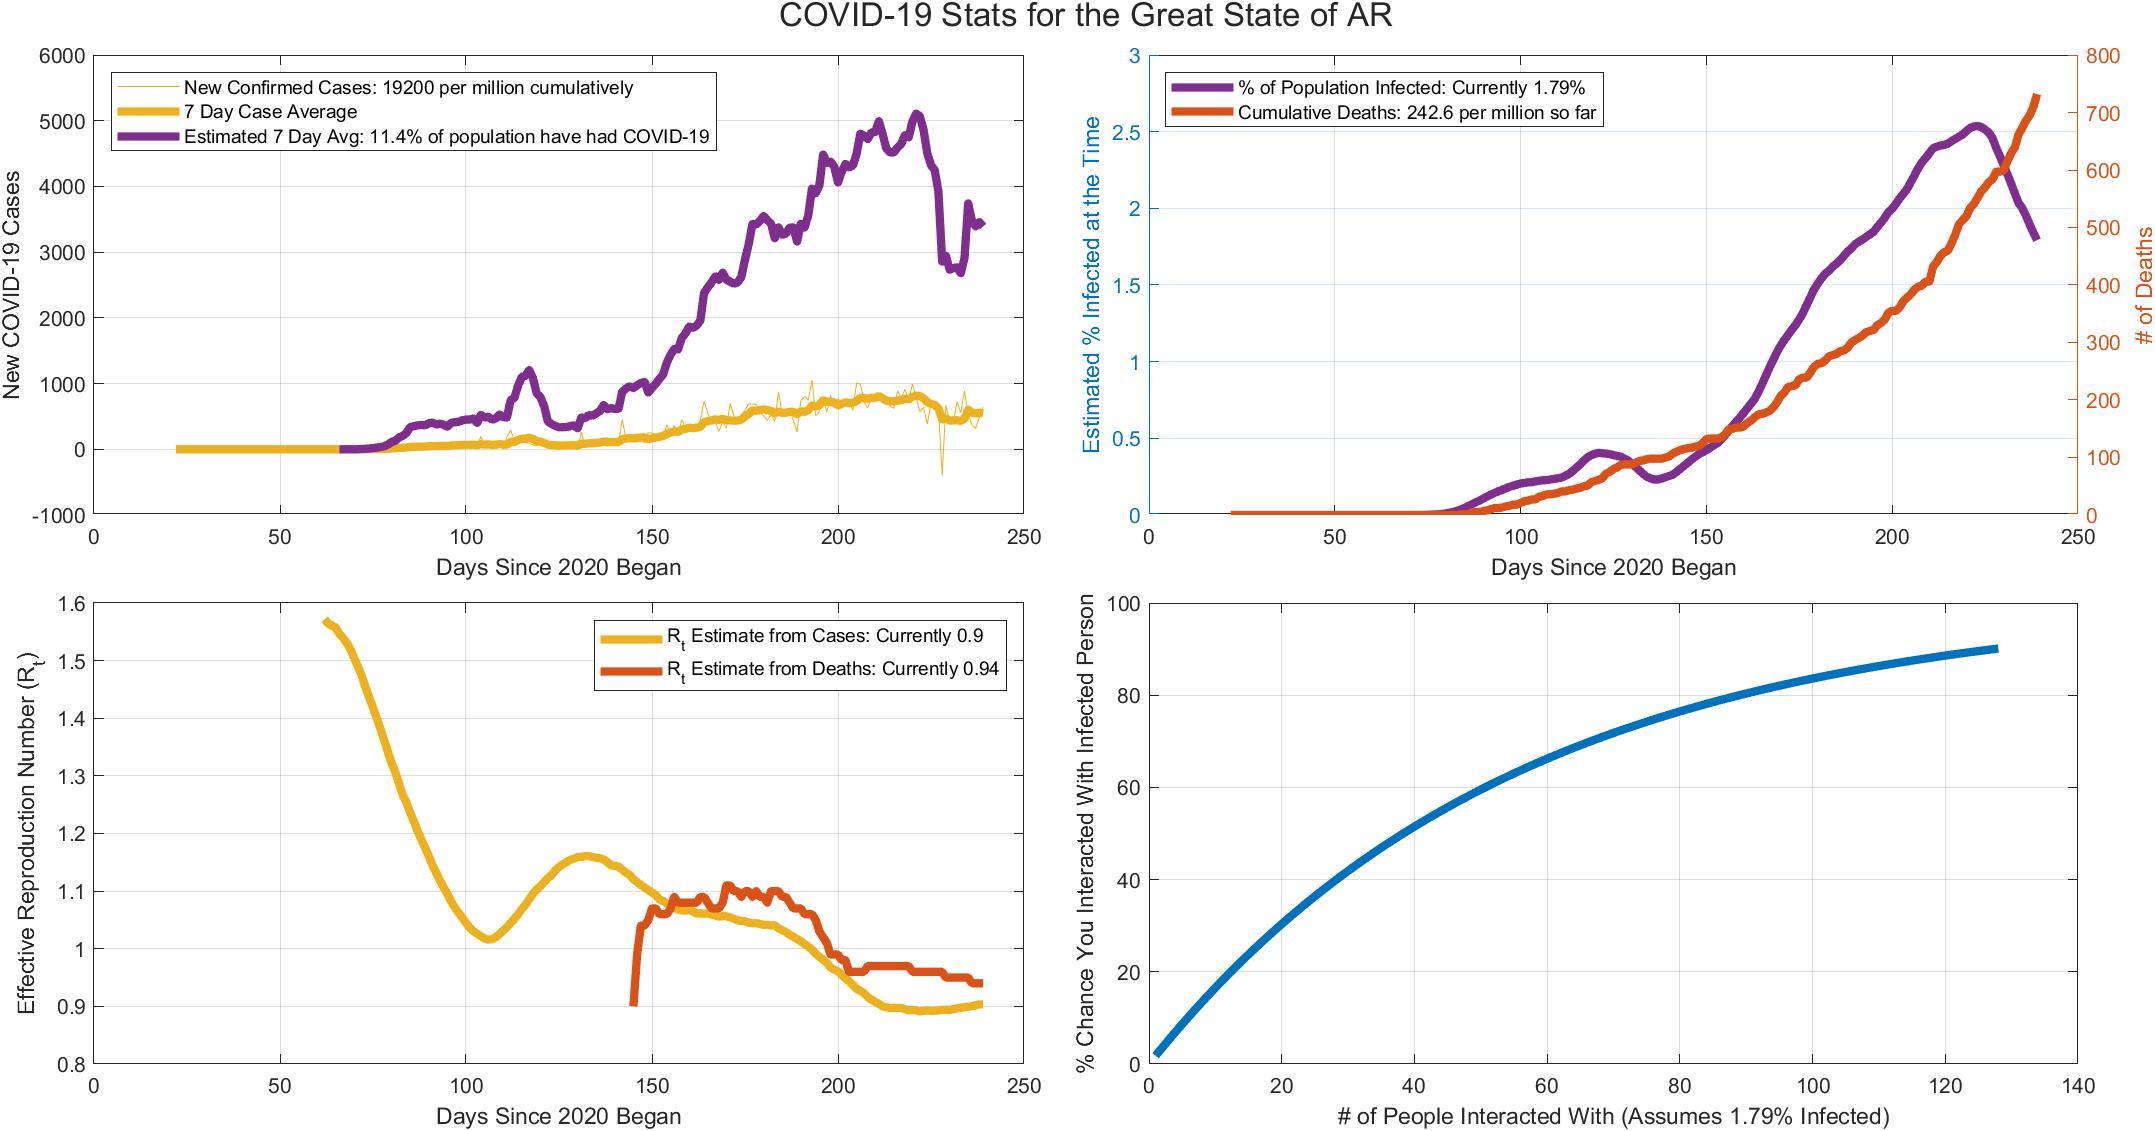 COVID-19 Stats for the Great State of AR
New COVID-19 Cases
6000
5000
4000
3000
2000
1000
0
-1000
New Confirmed Cases: 19200 per million cumulatively
7 Day Case Average
Estimated 7 Day Avg: 11.4% of population have had COVID-19
0 50 100 150 200 250
Days Since 2020 Began
Estimated % Infected at the Time
3
2.5
2
1.5
1
0.5
0
% of Population Infected: Currently 1.79%
Cumulative Deaths: 242.6 per million so far
800
700
600
500
400
300
200
100
0
# of Deaths
0 50 100 150 200 250
Days Since 2020 Began
Effective Reproduction Number (Rt)
1.6
1.5
1.4
1.3
1.2
1.1
1
0.9
0.8
Rt Estimate from Cases: Currently 0.9
Rt Estimate from Deaths: Currently 0.94
0 50 100 150 200 250
Days Since 2020 Began
% Chance You Interacted With Infected Person
100
80
60
40
20
0
0 20 40 60 80 100 120 140
# of People Interacted With (Assumes 1.79% Infected)